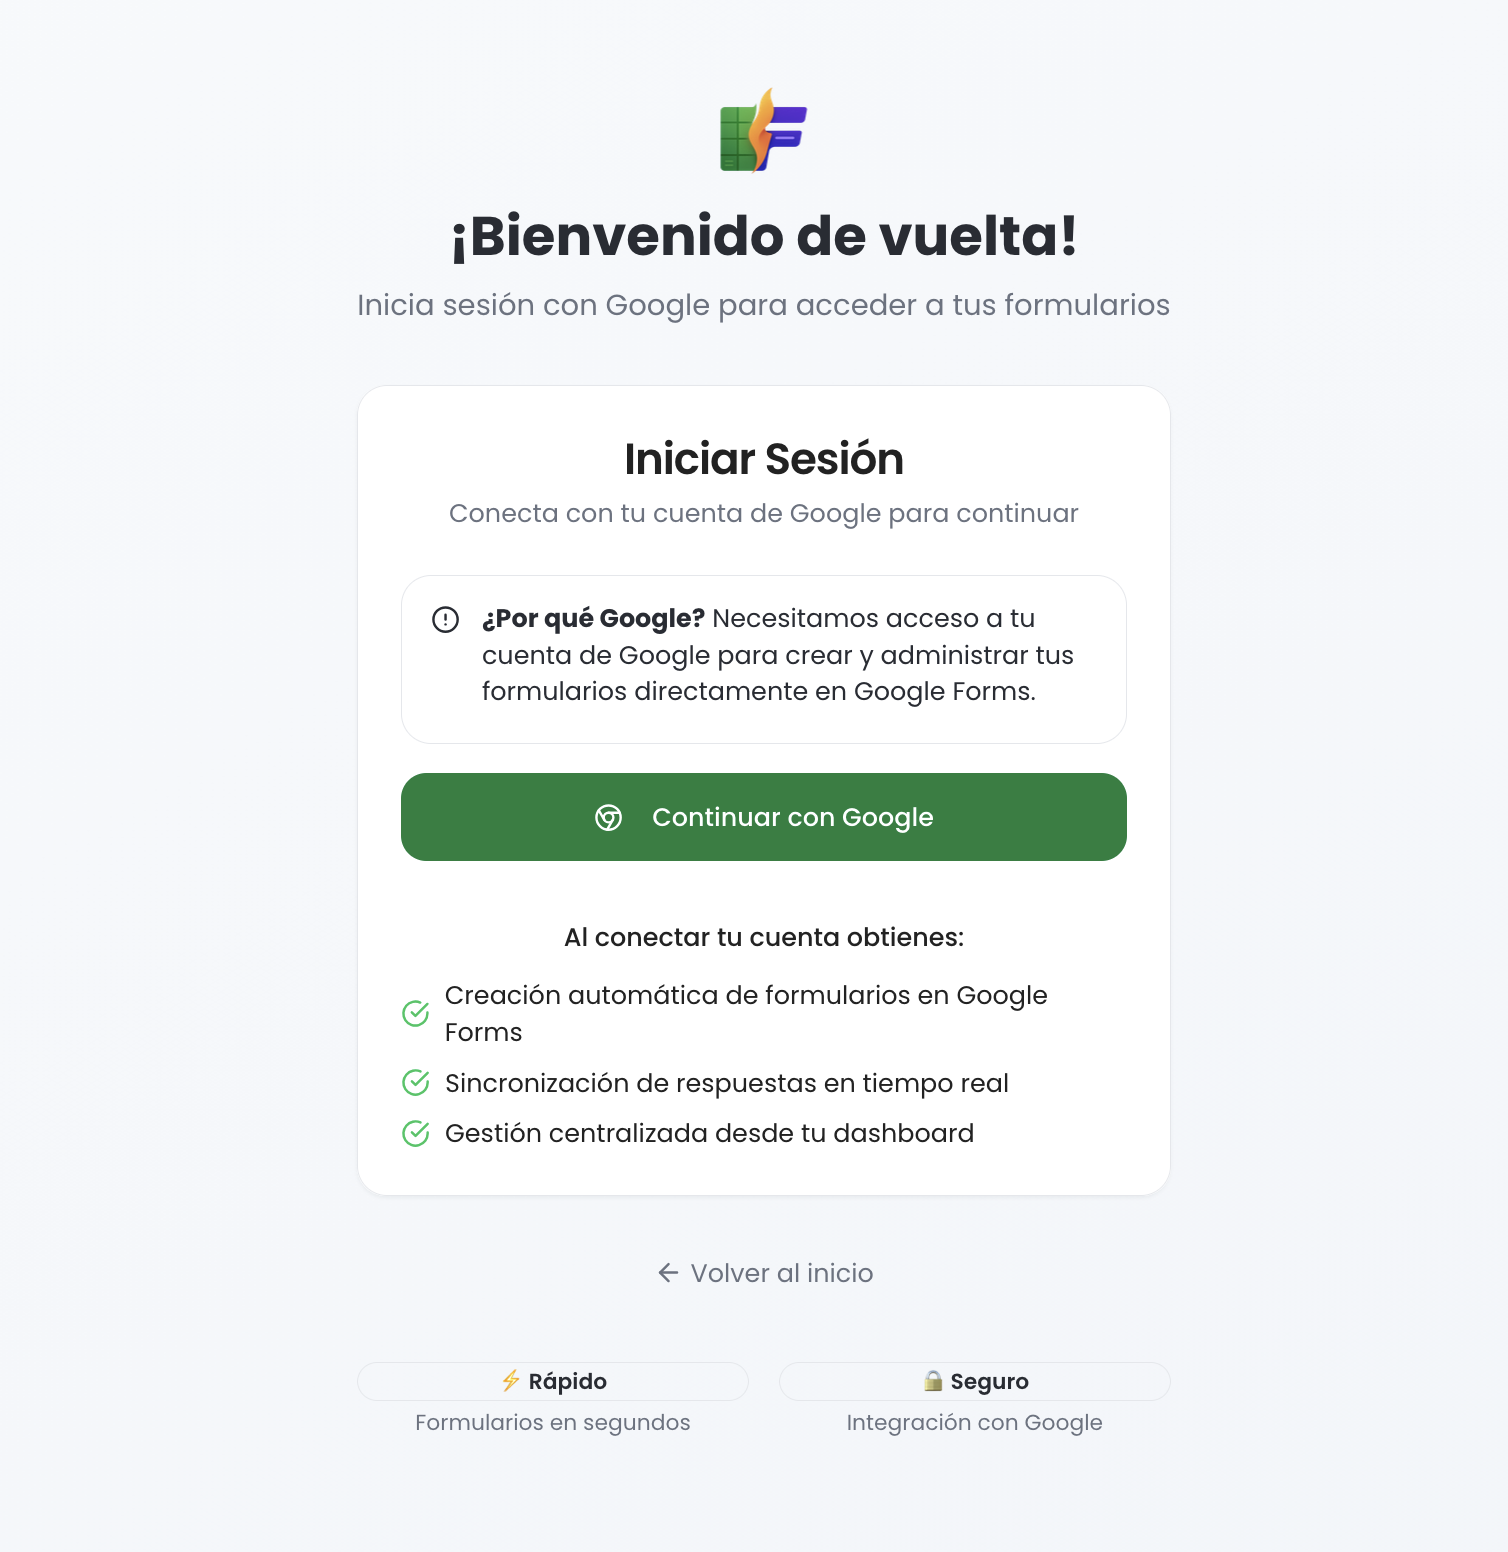 ¡Bienvenido de vuelta!
Inicia sesión con Google para acceder a tus formularios
Iniciar Sesión
Conecta con tu cuenta de Google para continuar
¿Por qué Google? Necesitamos acceso a tu
cuenta de Google para crear y administrar tus
formularios directamente en Google Forms.
Continuar con Google
Al conectar tu cuenta obtienes:
Creación automática de formularios en Google
Forms
Sincronización de respuestas en tiempo real
Gestión centralizada desde tu dashboard
← Volver al inicio
⚡ Rápido
Formularios en segundos
🔒 Seguro
Integración con Google